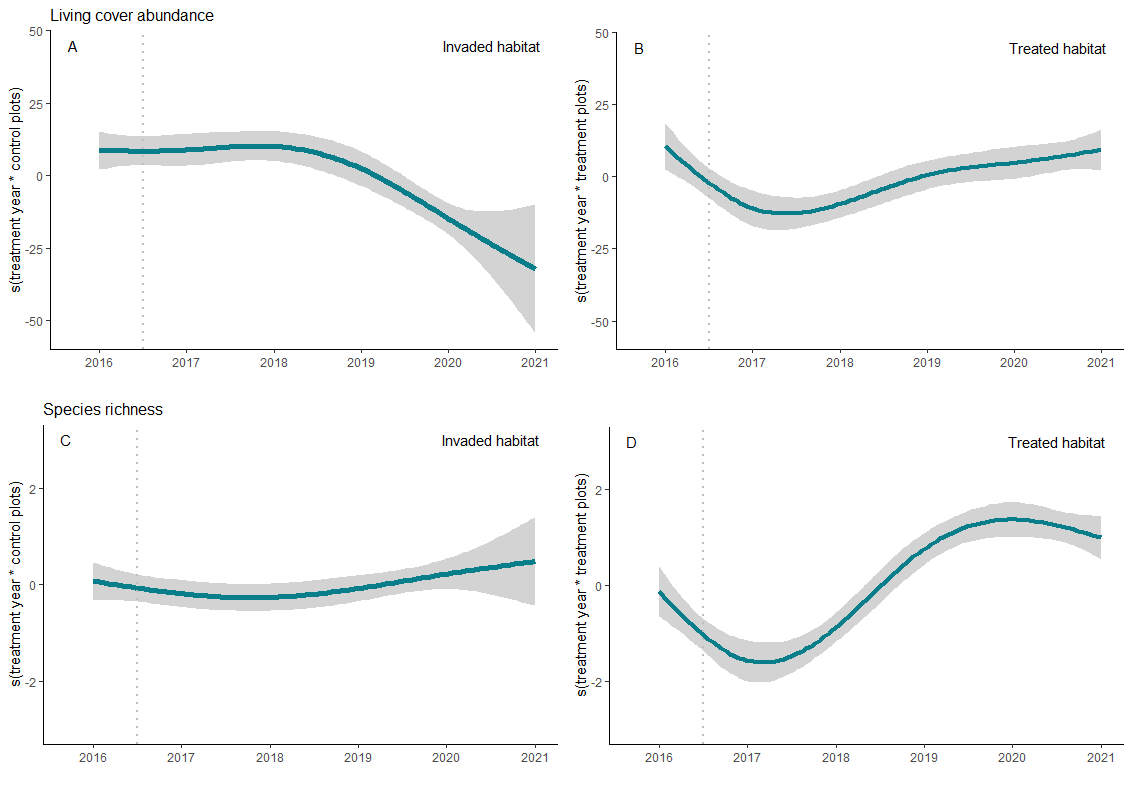 Living cover abundance
A
Invaded habitat
s(treatment year * control plots)
50
25
0
-25
-50
2016 2017 2018 2019 2020 2021
B
Treated habitat
s(treatment year * treatment plots)
50
25
0
-25
-50
2016 2017 2018 2019 2020 2021
Species richness
C
Invaded habitat
s(treatment year * control plots)
2
0
-2
2016 2017 2018 2019 2020 2021
D
Treated habitat
s(treatment year * treatment plots)
2
0
-2
2016 2017 2018 2019 2020 2021